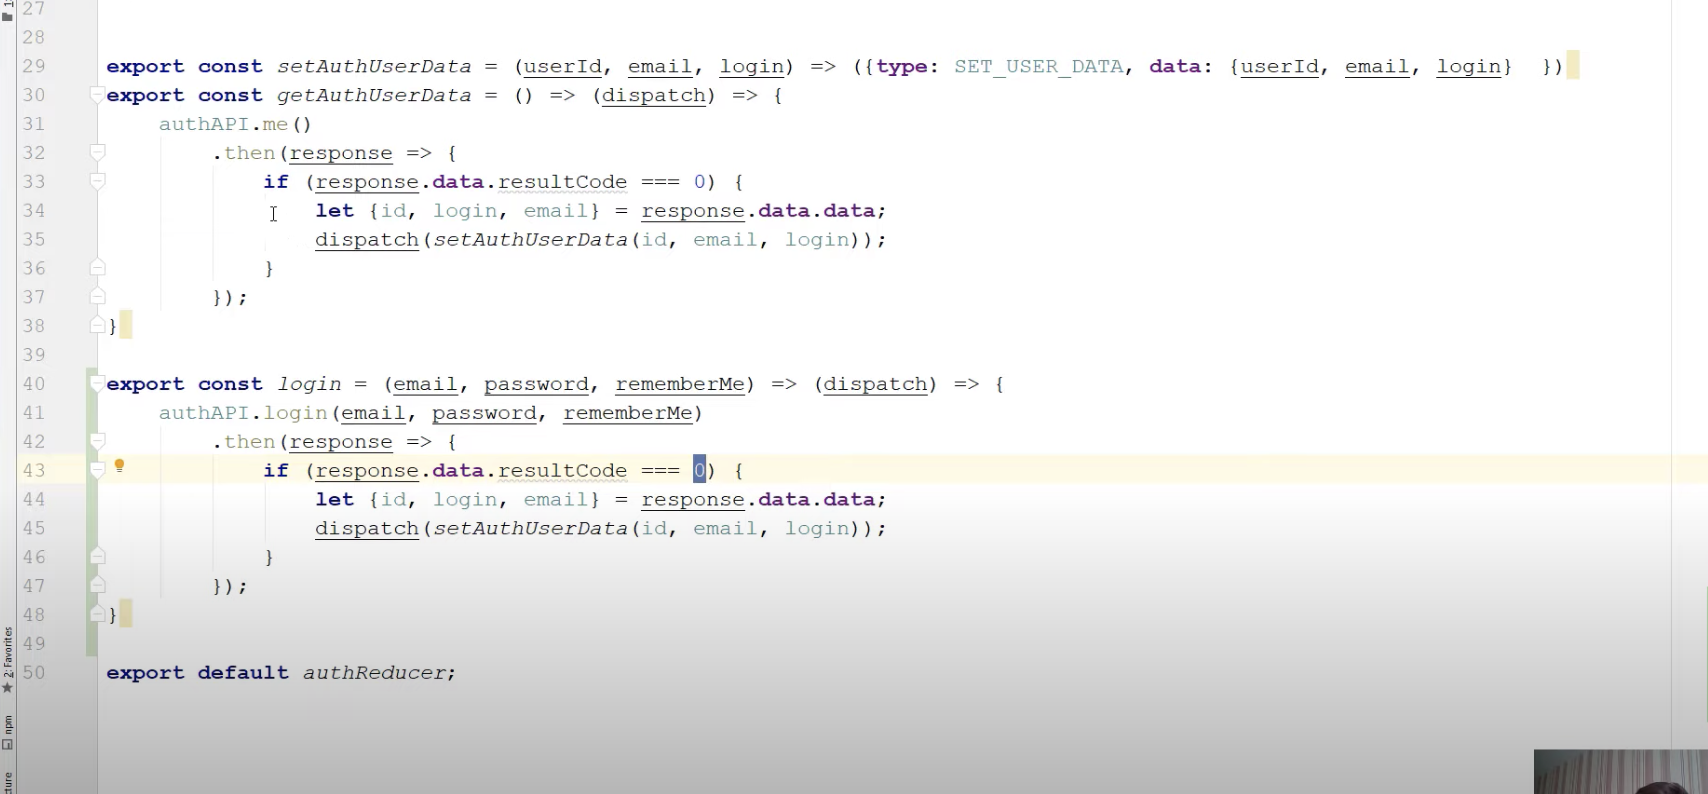 27
28
29 export const setAuthUserData = (userId, email, login) => ({type: SET_USER_DATA, data: {userId, email, login}  })
30 export const getAuthUserData = () => (dispatch) => {
31     authAPI.me()
32         .then(response => {
33             if (response.data.resultCode === 0) {
34                 let {id, login, email} = response.data.data;
35                 dispatch(setAuthUserData(id, email, login));
36             }
37         });
38 }
39
40 export const login = (email, password, rememberMe) => (dispatch) => {
41     authAPI.login(email, password, rememberMe)
42         .then(response => {
43             if (response.data.resultCode === 0) {
44                 let {id, login, email} = response.data.data;
45                 dispatch(setAuthUserData(id, email, login));
46             }
47         });
48 }
49
50 export default authReducer;
2: Favorites
npm